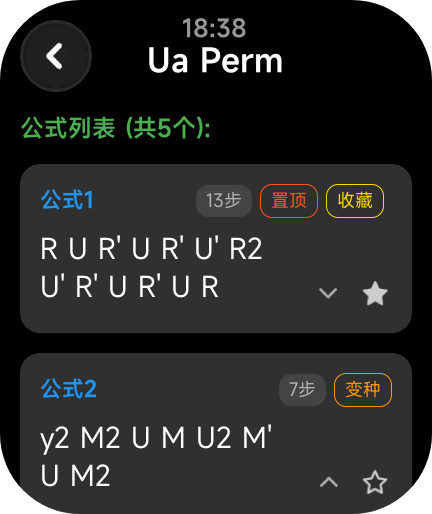 18:38
Ua Perm
公式列表 (共5个):
公式1
13步
置顶
收藏
R U R' U R' U' R2
U' R' U R' U R
公式2
7步
变种
y2 M2 U M U2 M'
U M2